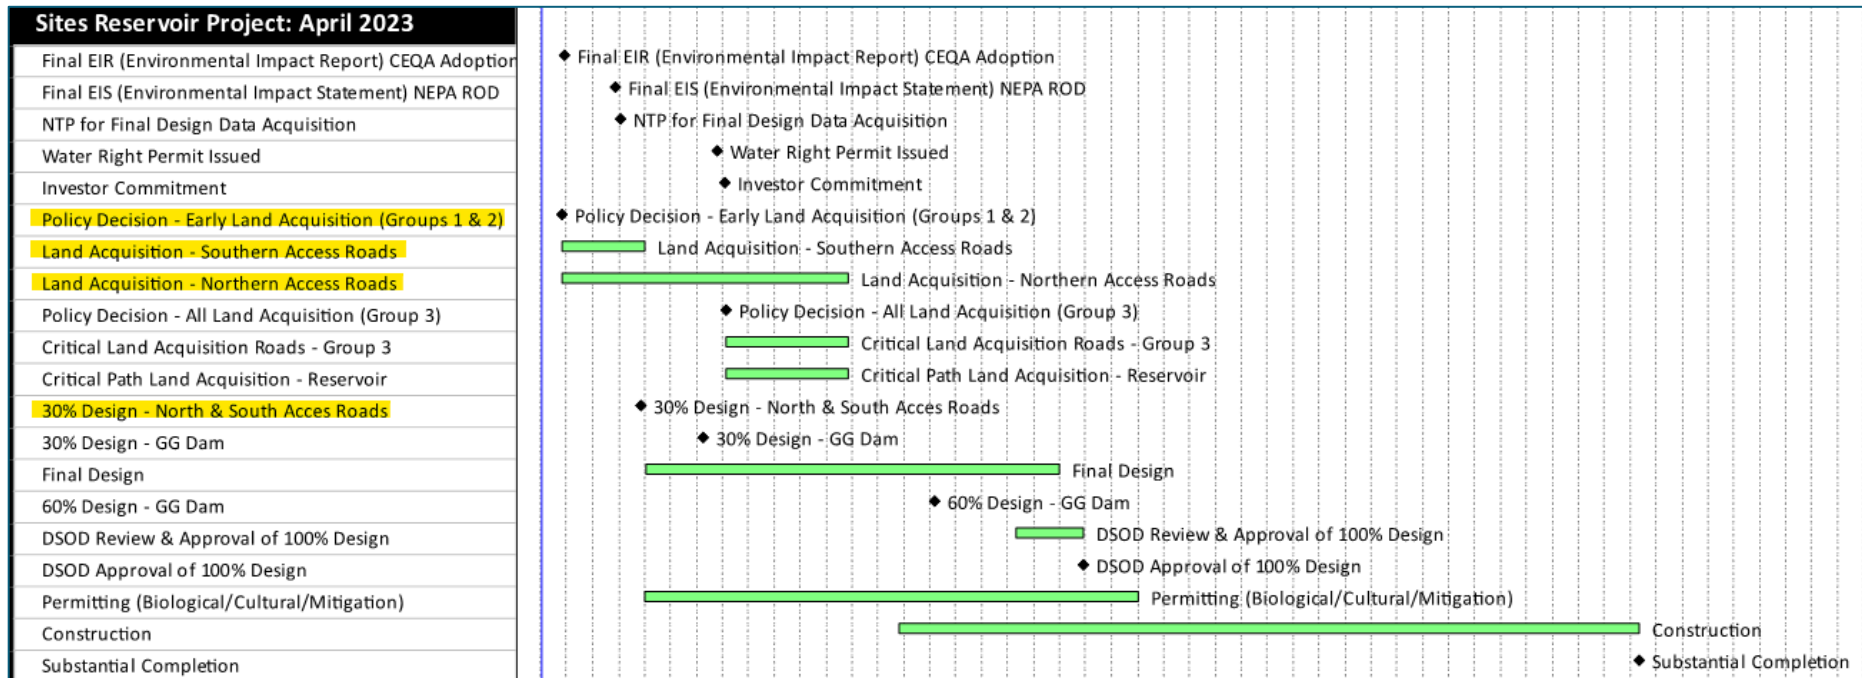 Sites Reservoir Project: April 2023
Final EIR (Environmental Impact Report) CEQA Adoption
Final EIR (Environmental Impact Report) CEQA Adoption
Final EIS (Environmental Impact Statement) NEPA ROD
Final EIS (Environmental Impact Statement) NEPA ROD
NTP for Final Design Data Acquisition
NTP for Final Design Data Acquisition
Water Right Permit Issued
Water Right Permit Issued
Investor Commitment
Investor Commitment
Policy Decision - Early Land Acquisition (Groups 1 & 2)
Policy Decision - Early Land Acquisition (Groups 1 & 2)
Land Acquisition - Southern Access Roads
Land Acquisition - Southern Access Roads
Land Acquisition - Northern Access Roads
Land Acquisition - Northern Access Roads
Policy Decision - All Land Acquisition (Group 3)
Policy Decision - All Land Acquisition (Group 3)
Critical Land Acquisition Roads - Group 3
Critical Land Acquisition Roads - Group 3
Critical Path Land Acquisition - Reservoir
Critical Path Land Acquisition - Reservoir
30% Design - North & South Acces Roads
30% Design - North & South Acces Roads
30% Design - GG Dam
30% Design - GG Dam
Final Design
Final Design
60% Design - GG Dam
60% Design - GG Dam
DSOD Review & Approval of 100% Design
DSOD Review & Approval of 100% Design
DSOD Approval of 100% Design
DSOD Approval of 100% Design
Permitting (Biological/Cultural/Mitigation)
Permitting (Biological/Cultural/Mitigation)
Construction
Construction
Substantial Completion
Substantial Completion